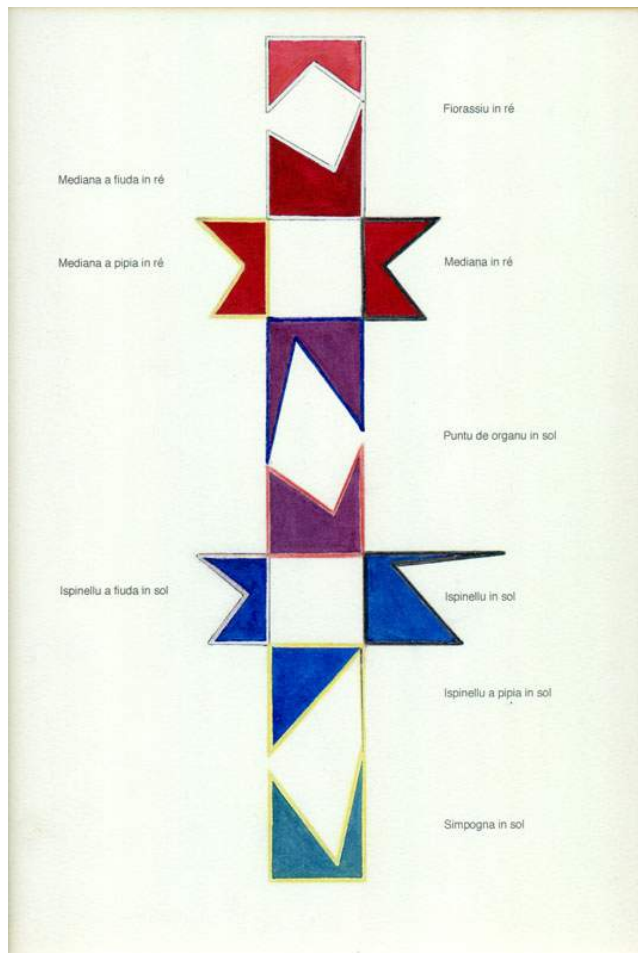 Fiorassiu in ré
Mediana a fiuda in ré
Mediana a pipia in ré
Mediana in ré
Puntu de organu in sol
Ispinellu a fiuda in sol
Ispinellu in sol
Ispinellu a pipia in sol
Simpogna in sol